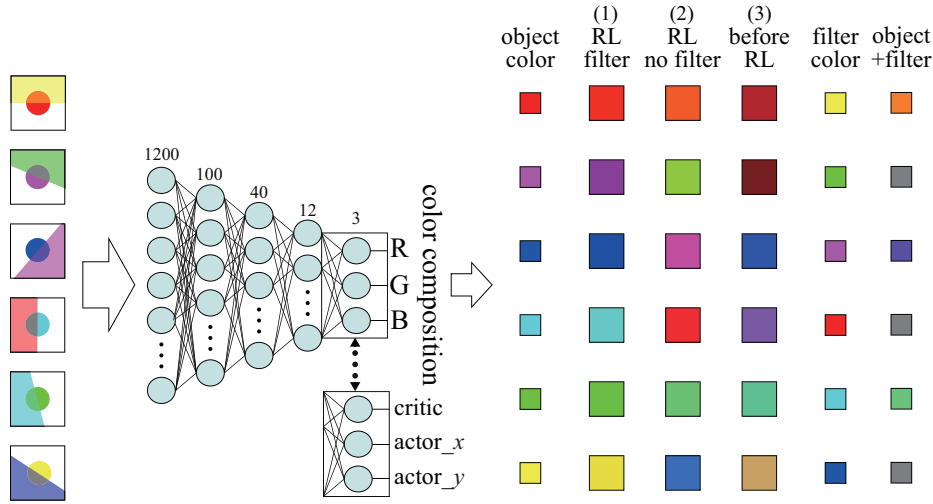 (1) (2) (3)
object RL RL before filter object
color filter no filter RL color +filter
1200
100
40
12
3
R
G
B
color composition
critic
actor_x
actor_y